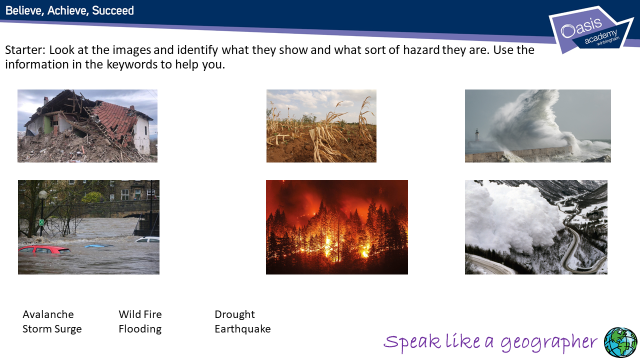 Believe, Achieve, Succeed
Oasis
academy
Starter: Look at the images and identify what they show and what sort of hazard they are. Use the
information in the keywords to help you.
Avalanche Wild Fire Drought
Storm Surge Flooding Earthquake
Speak like a geographer